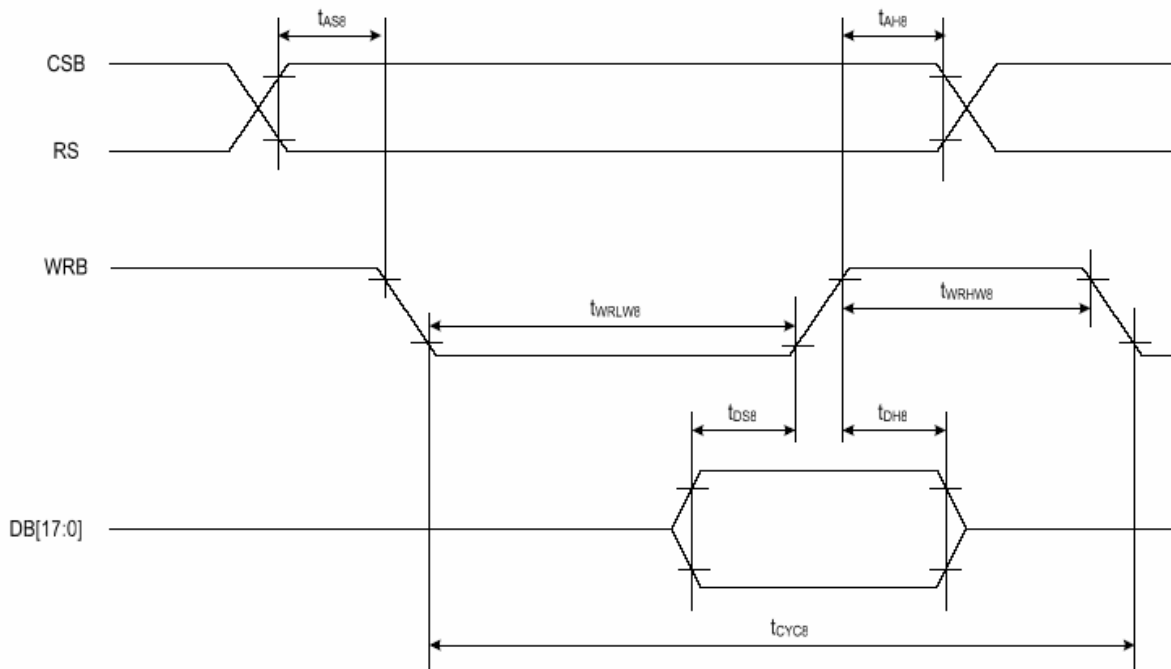 tAS8
tAH8
CSB
RS
WRB
tWRLW8
tWRHW8
tDS8
tDH8
DB[17:0]
tCYC8